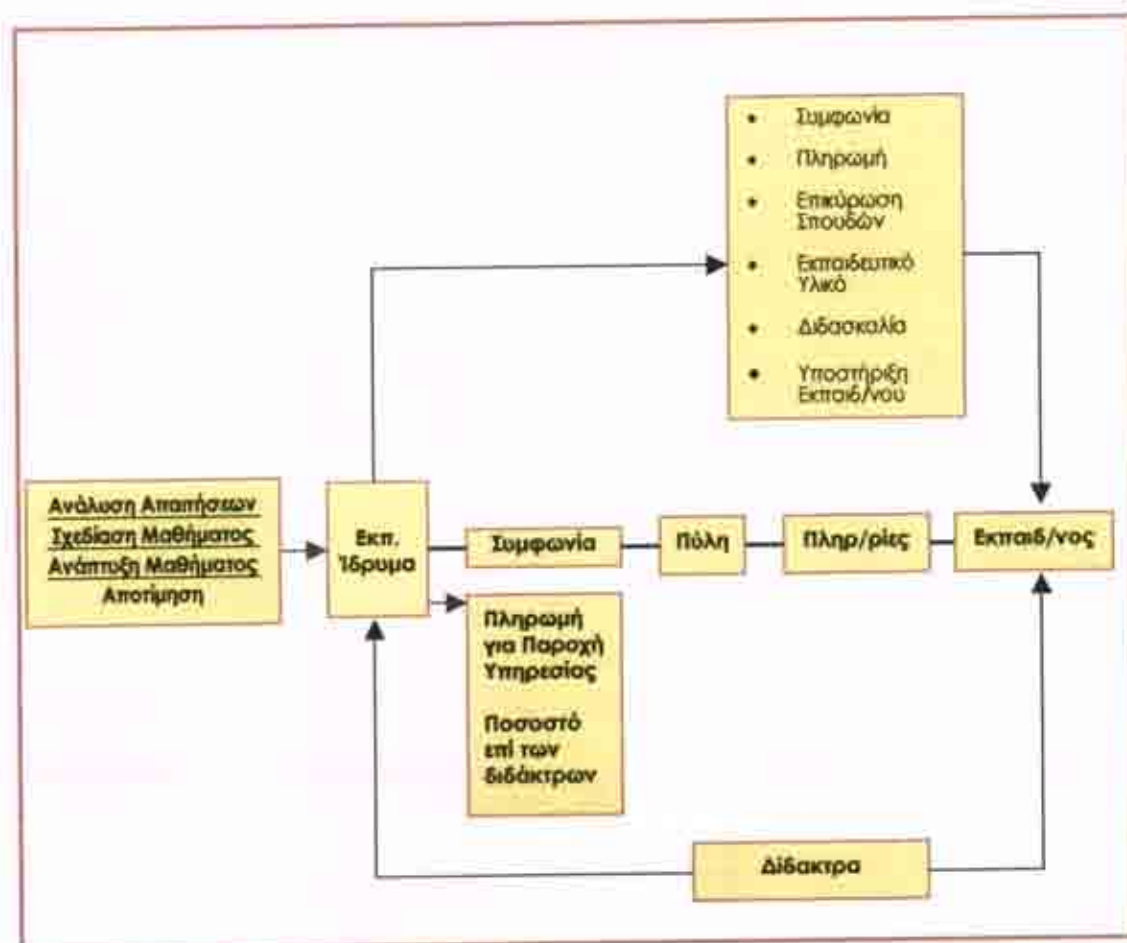 • Συμφωνία
• Πληρωμή
• Επικύρωση
Σπουδών
• Εκπαιδευτικό
Υλικό
• Διδασκαλία
• Υποστήριξη
Εκπαιδ/νου
Ανάλυση Απαιτήσεων
Σχεδίαση Μαθήματος
Ανάπτυξη Μαθήματος
Αποτίμηση
Εκπ.
Ίδρυμα
Συμφωνία
Πύλη
Πληρ/ρίες
Εκπαιδ/νος
Πληρωμή
για Παροχή
Υπηρεσίας
Ποσοστό
επί των
διδάκτρων
Δίδακτρα